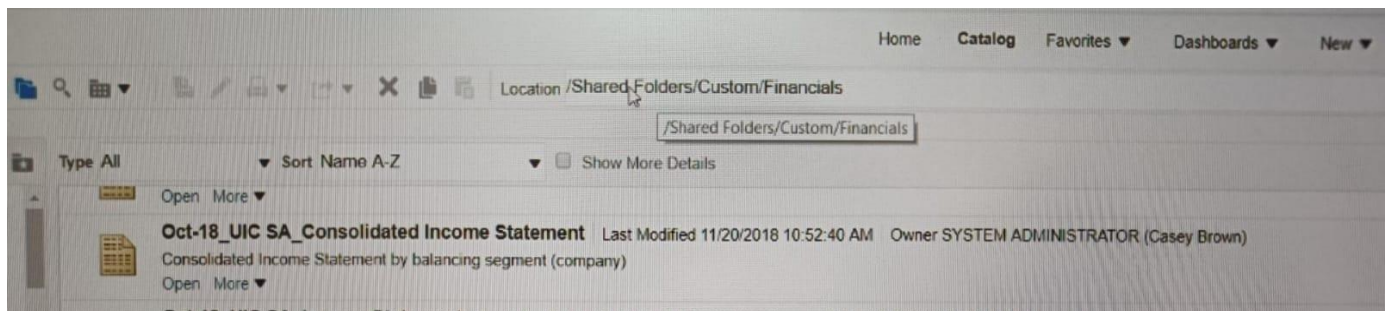 Home Catalog Favorites Dashboards New
Location /Shared Folders/Custom/Financials
/Shared Folders/Custom/Financials
Type All Sort Name A-Z Show More Details
Open More
Oct-18_UIC SA_Consolidated Income Statement Last Modified 11/20/2018 10:52:40 AM Owner SYSTEM ADMINISTRATOR (Casey Brown)
Consolidated Income Statement by balancing segment (company)
Open More